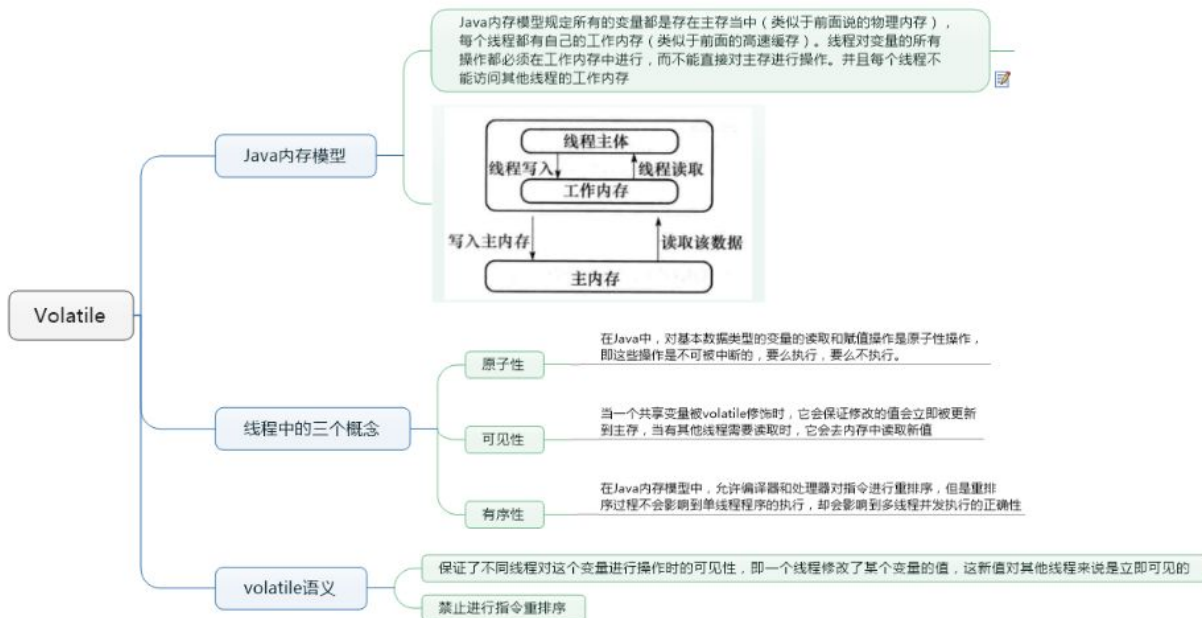 Java内存模型规定所有的变量都是存在主存当中（类似于前面说的物理内存），
每个线程都有自己的工作内存（类似于前面的高速缓存）。线程对变量的所有
操作都必须在工作内存中进行，而不能直接对主存进行操作。并且每个线程不
能访问其他线程的工作内存
Java内存模型
线程主体
线程写入
线程读取
工作内存
写入主内存
读取该数据
主内存
Volatile
在Java中，对基本数据类型的变量的读取和赋值操作是原子性操作，
即这些操作是不可被中断的，要么执行，要么不执行。
原子性
线程中的三个概念
当一个共享变量被volatile修饰时，它会保证修改的值会立即被更新
到主存，当有其他线程需要读取时，它会去内存中读取新值
可见性
在Java内存模型中，允许编译器和处理器对指令进行重排序，但是重排
序过程不会影响到单线程程序的执行，却会影响到多线程并发执行的正确性
有序性
volatile语义
保证了不同线程对这个变量进行操作时的可见性，即一个线程修改了某个变量的值，这新值对其他线程来说是立即可见的
禁止进行指令重排序